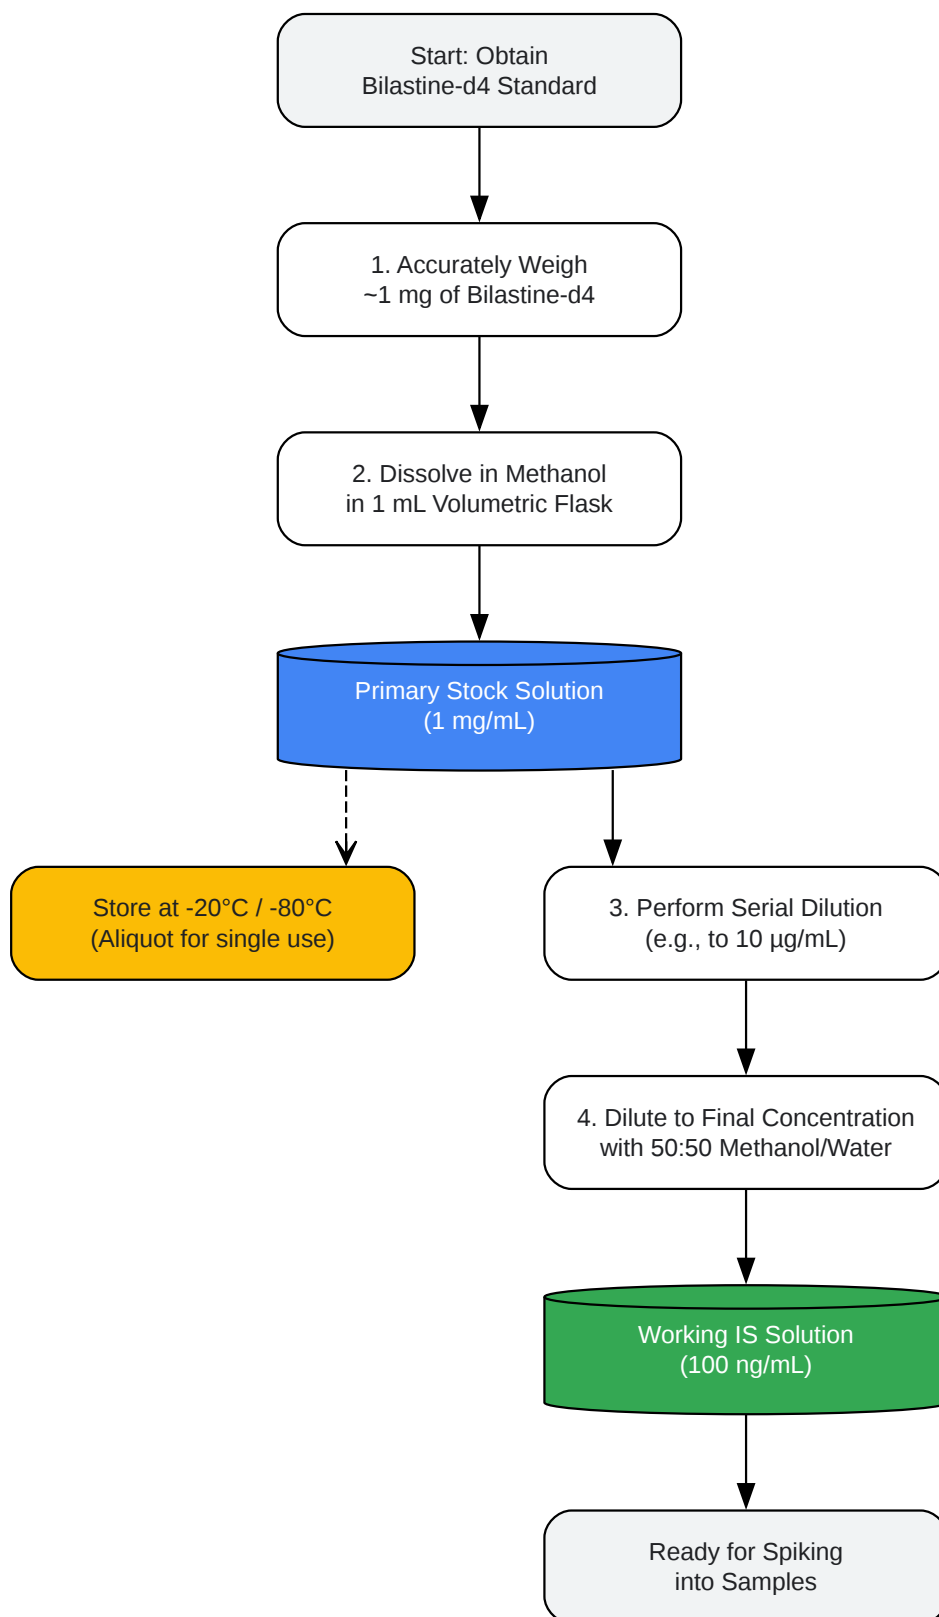 Start: Obtain
Bilastine-d4 Standard
1. Accurately Weigh
~1 mg of Bilastine-d4
2. Dissolve in Methanol
in 1 mL Volumetric Flask
Primary Stock Solution
(1 mg/mL)
Store at -20°C / -80°C
(Aliquot for single use)
3. Perform Serial Dilution
(e.g., to 10 µg/mL)
4. Dilute to Final Concentration
with 50:50 Methanol/Water
Working IS Solution
(100 ng/mL)
Ready for Spiking
into Samples